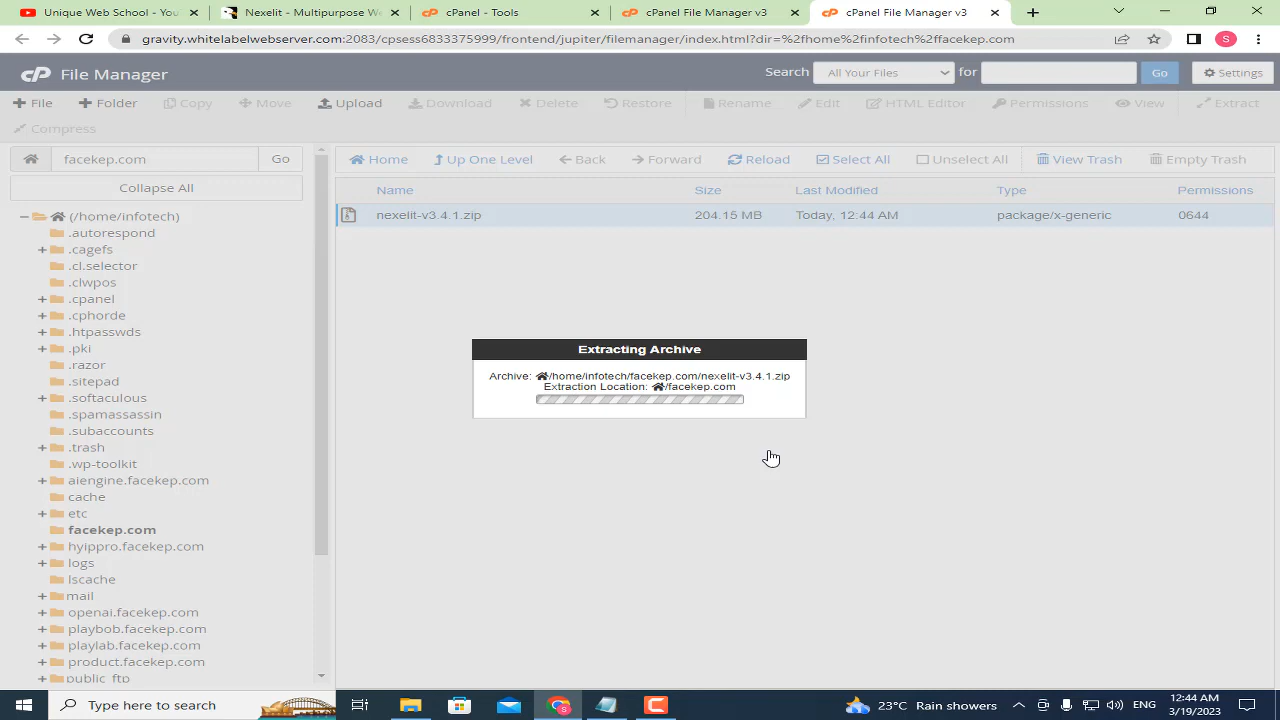 Unique Web School - You
Nexelit - Multipurpose We
cPanel - Tools
cPanel File Manager v3
cPanel File Manager v3
gravity.whitelabelwebserver.com:2083/cpsess6833375999/frontend/jupiter/filemanager/index.html?dir=%2fhome%2finfotech%2ffacekep.com
S
cP File Manager
Search All Your Files for Go Settings
File Folder Copy Move Upload Download Delete Restore Rename Edit HTML Editor Permissions View Extract
Compress
facekep.com Go Home Up One Level Back Forward Reload Select All Unselect All View Trash Empty Trash
Collapse All
Name Size Last Modified Type Permissions
nexelit-v3.4.1.zip 204.15 MB Today, 12:44 AM package/x-generic 0644
(/home/infotech)
.autorespond
.cagefs
.cl.selector
.clwpos
.cpanel
.cphorde
.htpasswds
.pki
.razor
.sitepad
.softaculous
.spamassassin
.subaccounts
.trash
.wp-toolkit
aiengine.facekep.com
cache
etc
facekep.com
hyippro.facekep.com
logs
lscache
mail
openai.facekep.com
playbob.facekep.com
playlab.facekep.com
product.facekep.com
public_ftp
Extracting Archive
Archive: /home/infotech/facekep.com/nexelit-v3.4.1.zip
Extraction Location: /facekep.com
Type here to search
23°C Rain showers
ENG
12:44 AM
3/19/2023